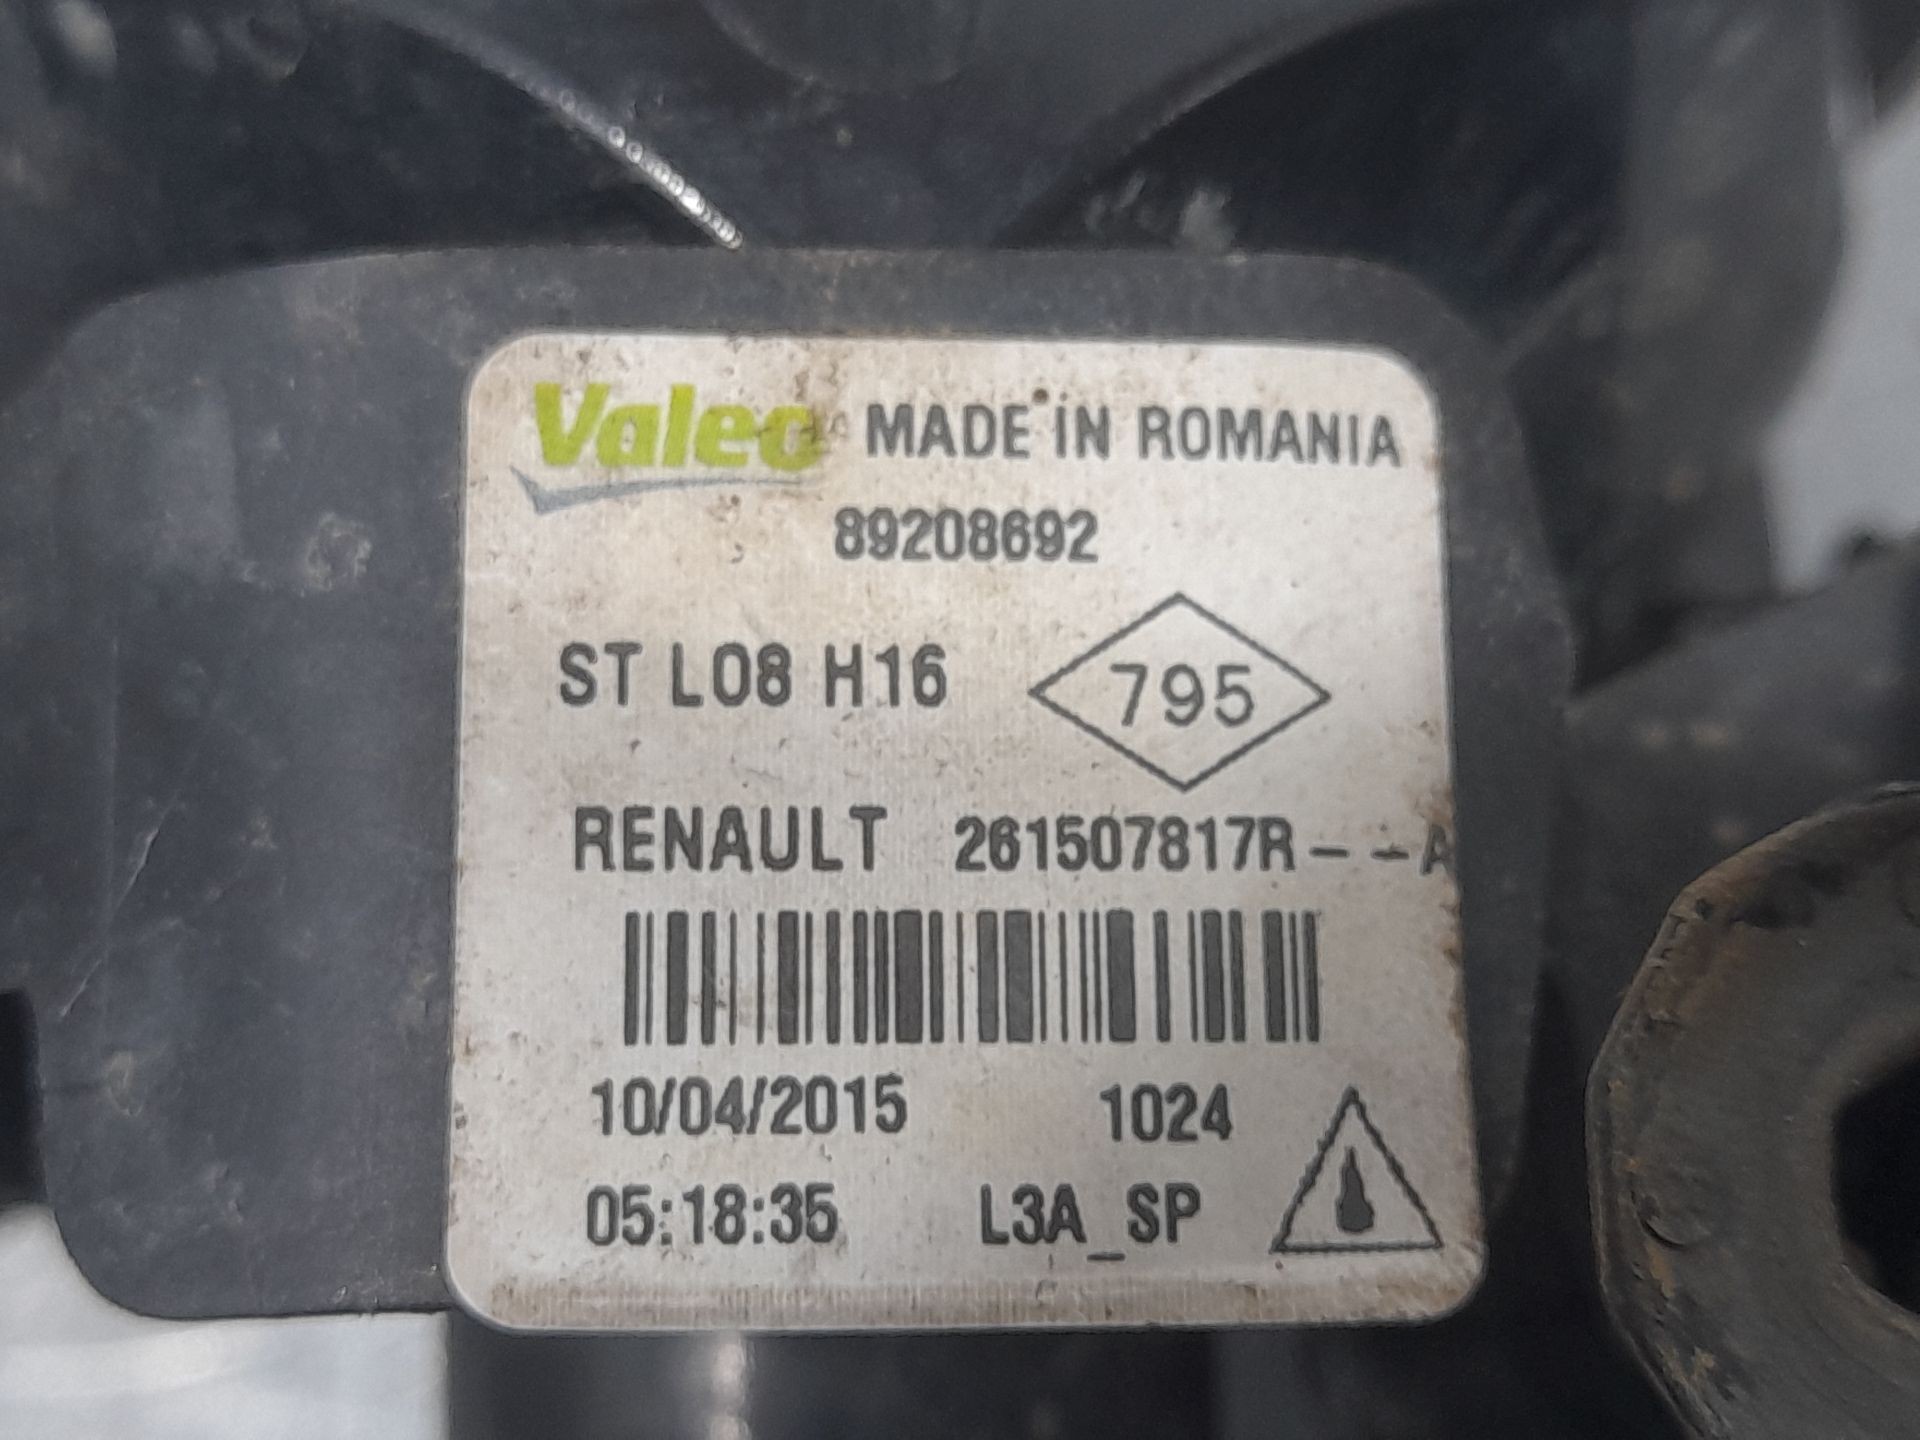 Valeo MADE IN ROMANIA
89208692
ST L08 H16 795
RENAULT 261507817R--A
10/04/2015 1024
05:18:35 L3A_SP